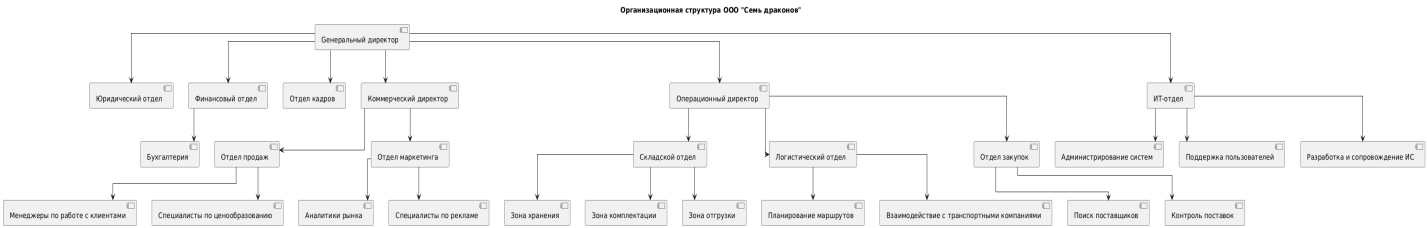 Организационная структура ООО "Семь драконов"
Генеральный директор
Юридический отдел
Финансовый отдел
Отдел кадров
Коммерческий директор
Операционный директор
ИТ-отдел
Бухгалтерия
Отдел продаж
Отдел маркетинга
Складской отдел
Логистический отдел
Отдел закупок
Администрирование систем
Поддержка пользователей
Разработка и сопровождение ИС
Менеджеры по работе с клиентами
Специалисты по ценообразованию
Аналитики рынка
Специалисты по рекламе
Зона хранения
Зона комплектации
Зона отгрузки
Планирование маршрутов
Взаимодействие с транспортными компаниями
Поиск поставщиков
Контроль поставок